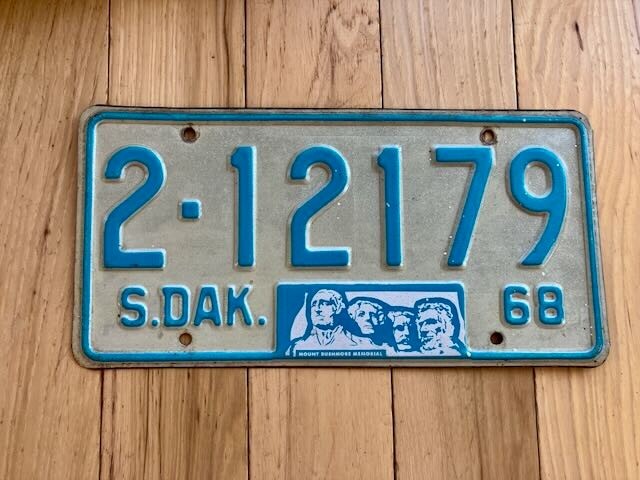 2-12179
S.DAK. 68
MOUNT RUSHMORE MEMORIAL